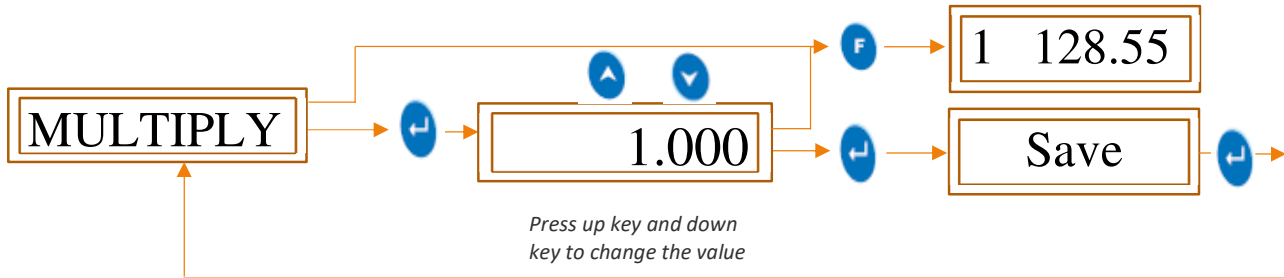 F
1 128.55
MULTIPLY
1.000
Save
Press up key and down
key to change the value